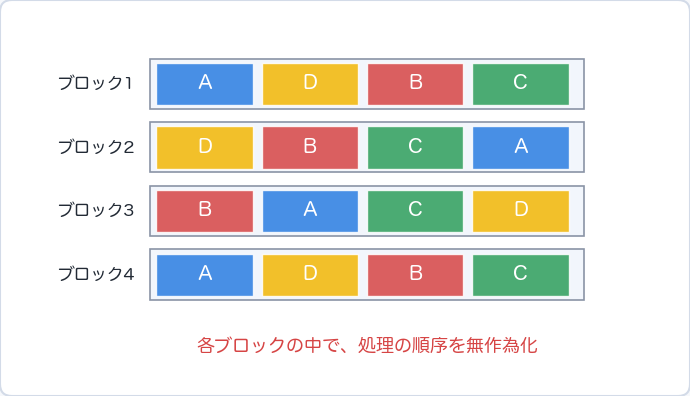 ブロック1 A D B C
ブロック2 D B C A
ブロック3 B A C D
ブロック4 A D B C
各ブロックの中で、処理の順序を無作為化